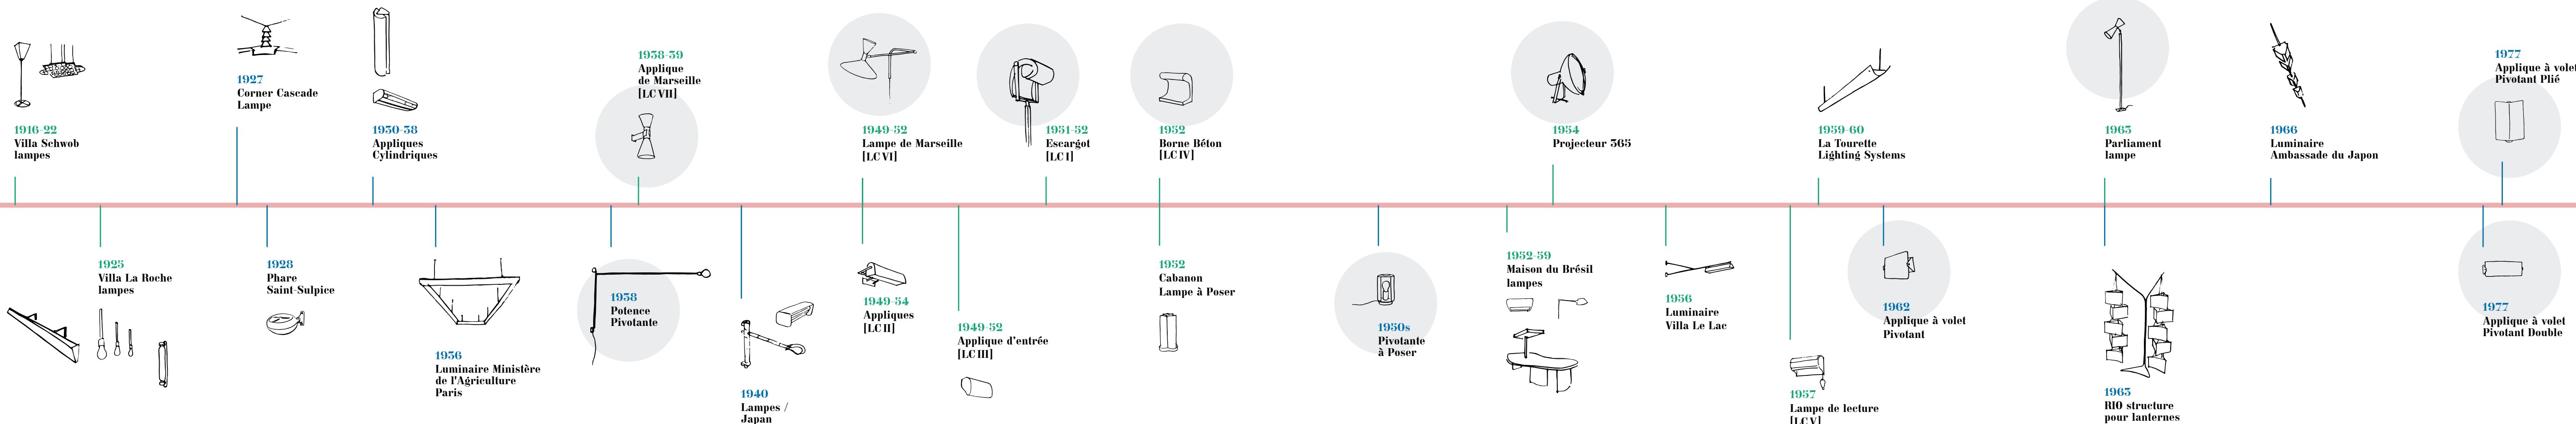 1916-22
Villa Schwob
lampes
1927
Corner Cascade
Lampe
1930-38
Appliques
Cylindriques
1938-39
Applique
de Marseille
[LC VII]
1949-52
Lampe de Marseille
[LC VI]
1951-52
Escargot
[LC I]
1952
Borne Béton
[LC IV]
1954
Projecteur 365
1959-60
La Tourette
Lighting Systems
1963
Parliament
lampe
1966
Luminaire
Ambassade du Japon
1977
Applique à volet
Pivotant Plié
1925
Villa La Roche
lampes
1928
Phare
Saint-Sulpice
1936
Luminaire Ministère
de l'Agriculture
Paris
1938
Potence
Pivotante
1940
Lampes /
Japan
1949-54
Appliques
[LC II]
1949-52
Applique d'entrée
[LC III]
1952
Cabanon
Lampe à Poser
1950s
Pivotante
à Poser
1952-59
Maison du Brésil
lampes
1956
Luminaire
Villa Le Lac
1957
Lampe de lecture
[LC V]
1962
Applique à volet
Pivotant
1963
RIO structure
pour lanternes
1977
Applique à volet
Pivotant Double